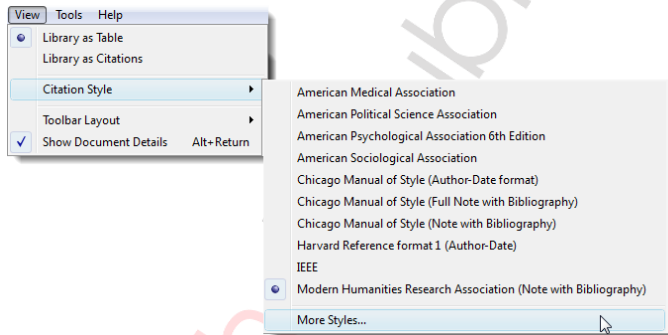 View Tools Help
Library as Table
Library as Citations
Citation Style
Toolbar Layout
Show Document Details Alt+Return
American Medical Association
American Political Science Association
American Psychological Association 6th Edition
American Sociological Association
Chicago Manual of Style (Author-Date format)
Chicago Manual of Style (Full Note with Bibliography)
Chicago Manual of Style (Note with Bibliography)
Harvard Reference format 1 (Author-Date)
IEEE
Modern Humanities Research Association (Note with Bibliography)
More Styles...